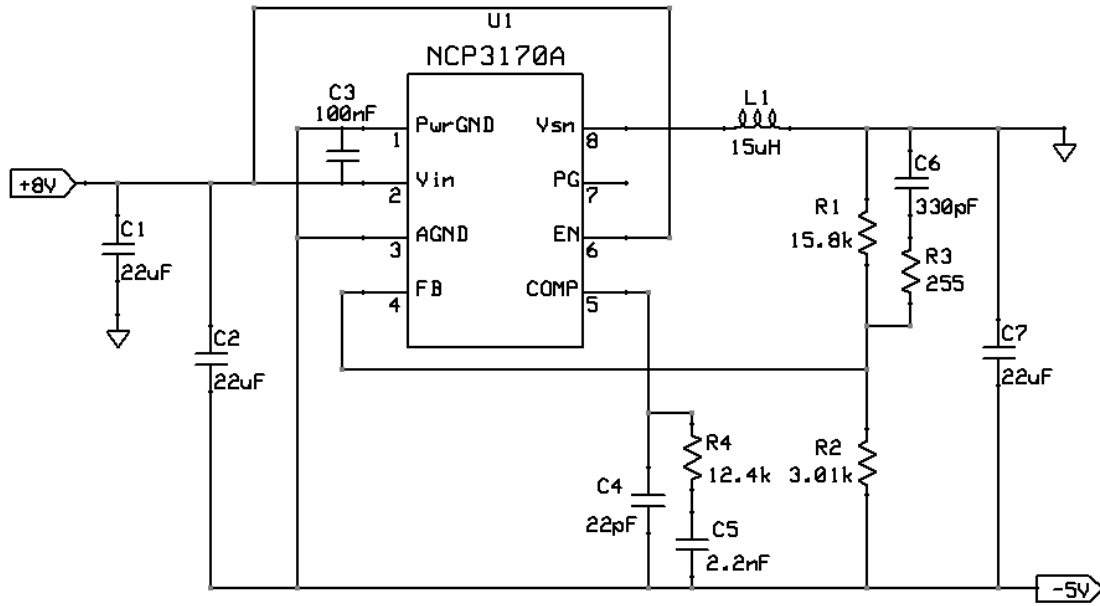 U1
NCP3170A
C3
100nF
L1
15uH
PwrGND
Vsw
1
8
+8V
Vin
PG
2
7
C6
330pF
R1
15.8k
C1
22uF
AGND
EN
3
6
R3
255
FB
COMP
4
5
C2
22uF
C7
22uF
R4
12.4k
R2
3.01k
C4
22pF
C5
2.2nF
-5V